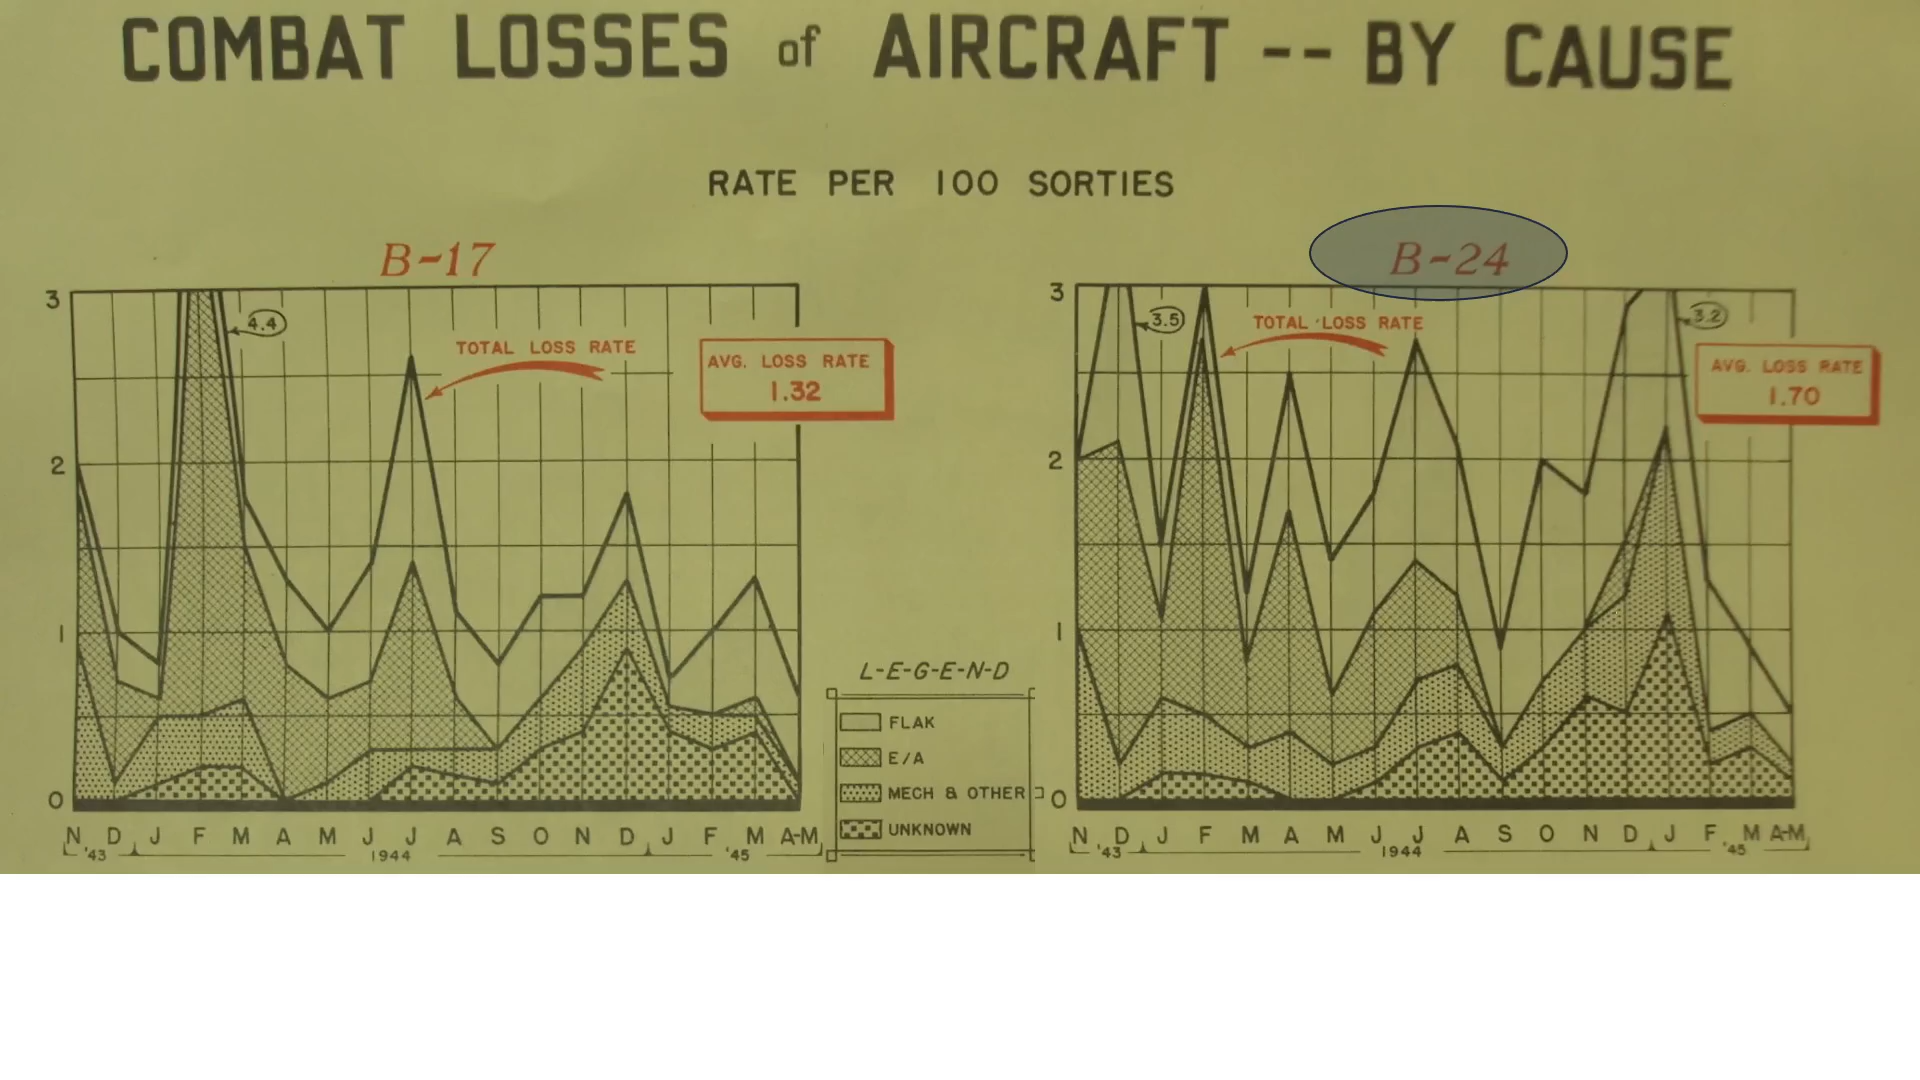 COMBAT LOSSES of AIRCRAFT -- BY CAUSE
RATE PER 100 SORTIES
B-17
3
2
1
0
4.4
TOTAL LOSS RATE
AVG. LOSS RATE
1.32
N D J F M A M J J A S O N D J F M A-M
'43 1944 '45
L-E-G-E-N-D
FLAK
E/A
MECH & OTHER
UNKNOWN
B-24
3
2
1
0
3.5
TOTAL LOSS RATE
3.2
AVG. LOSS RATE
1.70
N D J F M A M J J A S O N D J F M A-M
'43 1944 '45